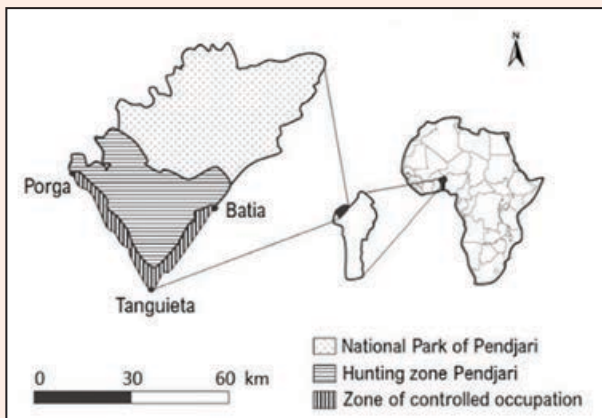 N
Porga
Batia
Tanguieta
National Park of Pendjari
Hunting zone Pendjari
Zone of controlled occupation
0 30 60 km